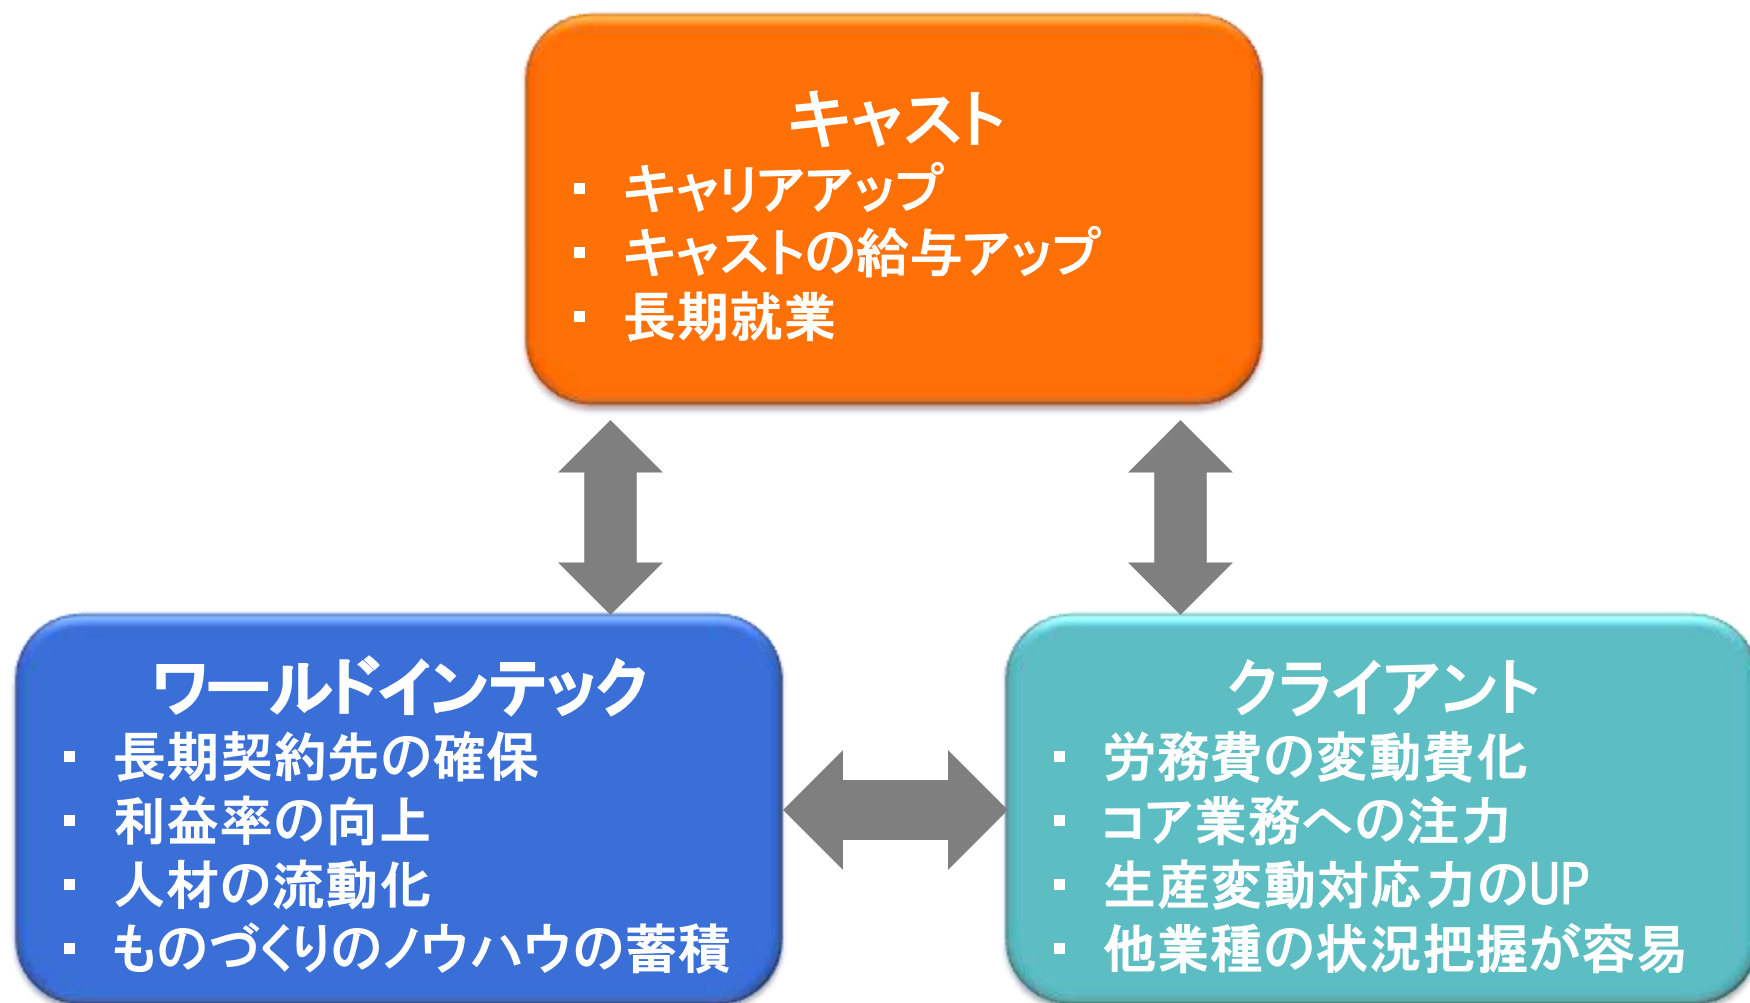 キャスト
▪ キャリアアップ
▪ キャストの給与アップ
▪ 長期就業
ワールドインテック
▪ 長期契約先の確保
▪ 利益率の向上
▪ 人材の流動化
▪ ものづくりのノウハウの蓄積
クライアント
▪ 労務費の変動費化
▪ コア業務への注力
▪ 生産変動対応力のUP
▪ 他業種の状況把握が容易